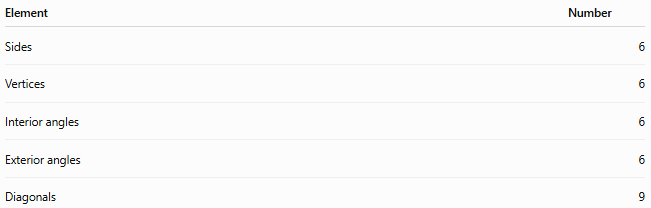 Element Number
Sides 6
Vertices 6
Interior angles 6
Exterior angles 6
Diagonals 9